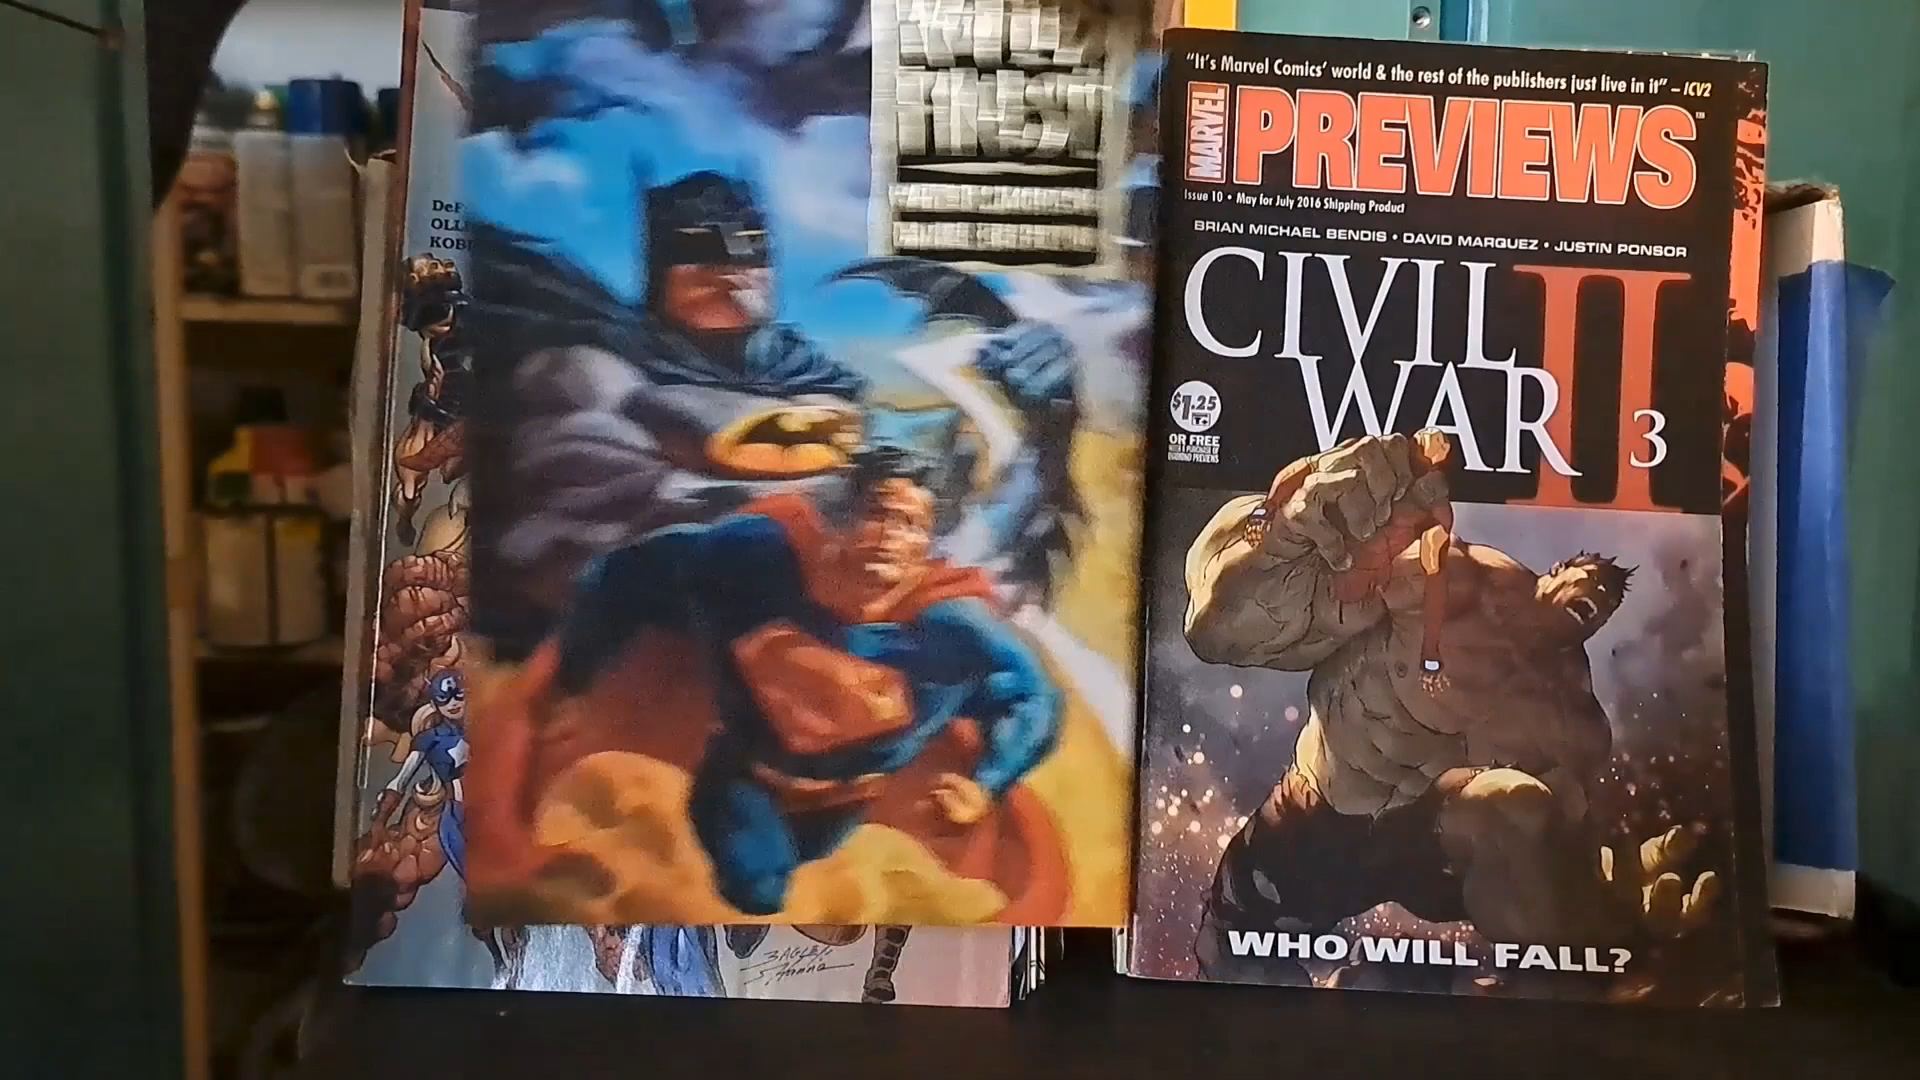 DeF
OLL
KOB
"It's Marvel Comics' world & the rest of the publishers just live in it" – ICV2
MARVEL
PREVIEWS
Issue 10 • May for July 2016 Shipping Product
BRIAN MICHAEL BENDIS • DAVID MARQUEZ • JUSTIN PONSOR
CIVIL
WAR II 3
$1.25
OR FREE
WITH A PURCHASE OF
DIAMOND PREVIEWS
WHO WILL FALL?
BAGLEY